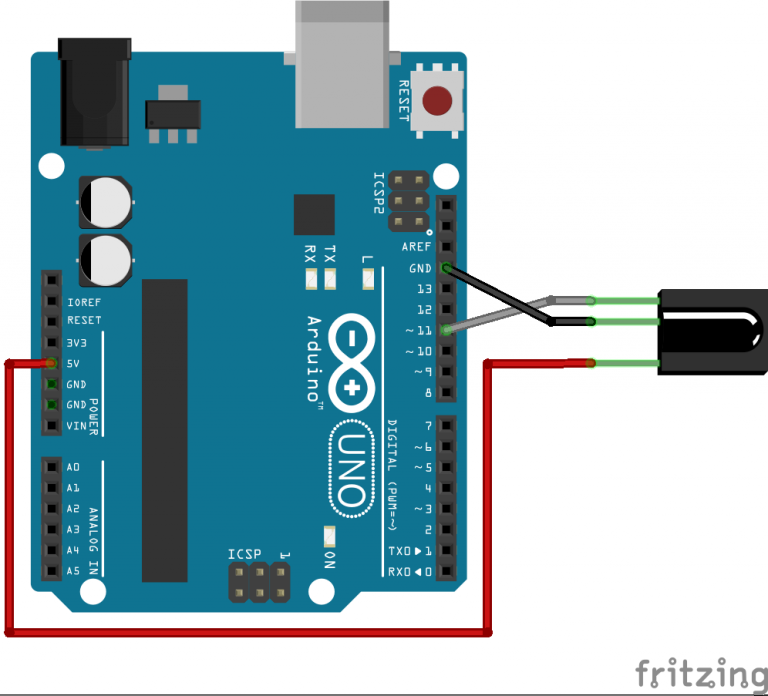 RESET
ICSP2
AREF
GND
13
12
~11
~10
~9
8
RX
TX
L
IOREF
RESET
3V3
5V
GND
GND
VIN
POWER
Arduino™
UNO
A0
A1
A2
A3
A4
A5
ANALOG IN
7
~6
~5
4
~3
2
TX0▶1
RX0◀0
DIGITAL (PWM=~)
ICSP
1
ON
fritzing